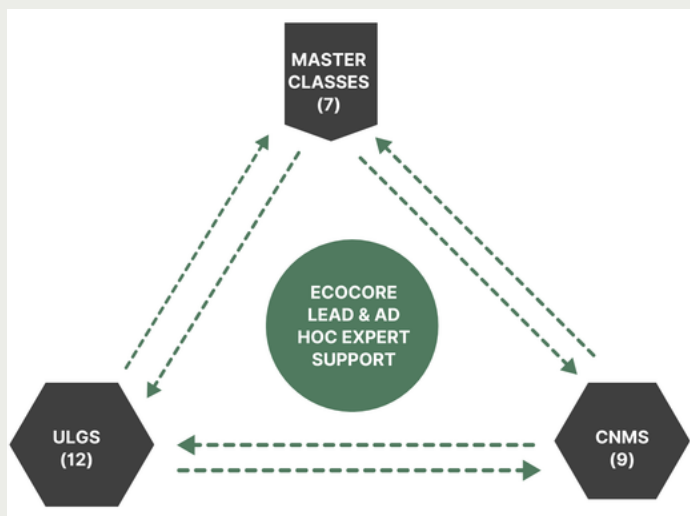 MASTER
CLASSES
(7)
ECOCORE
LEAD & AD
HOC EXPERT
SUPPORT
ULGS
(12)
CNMS
(9)